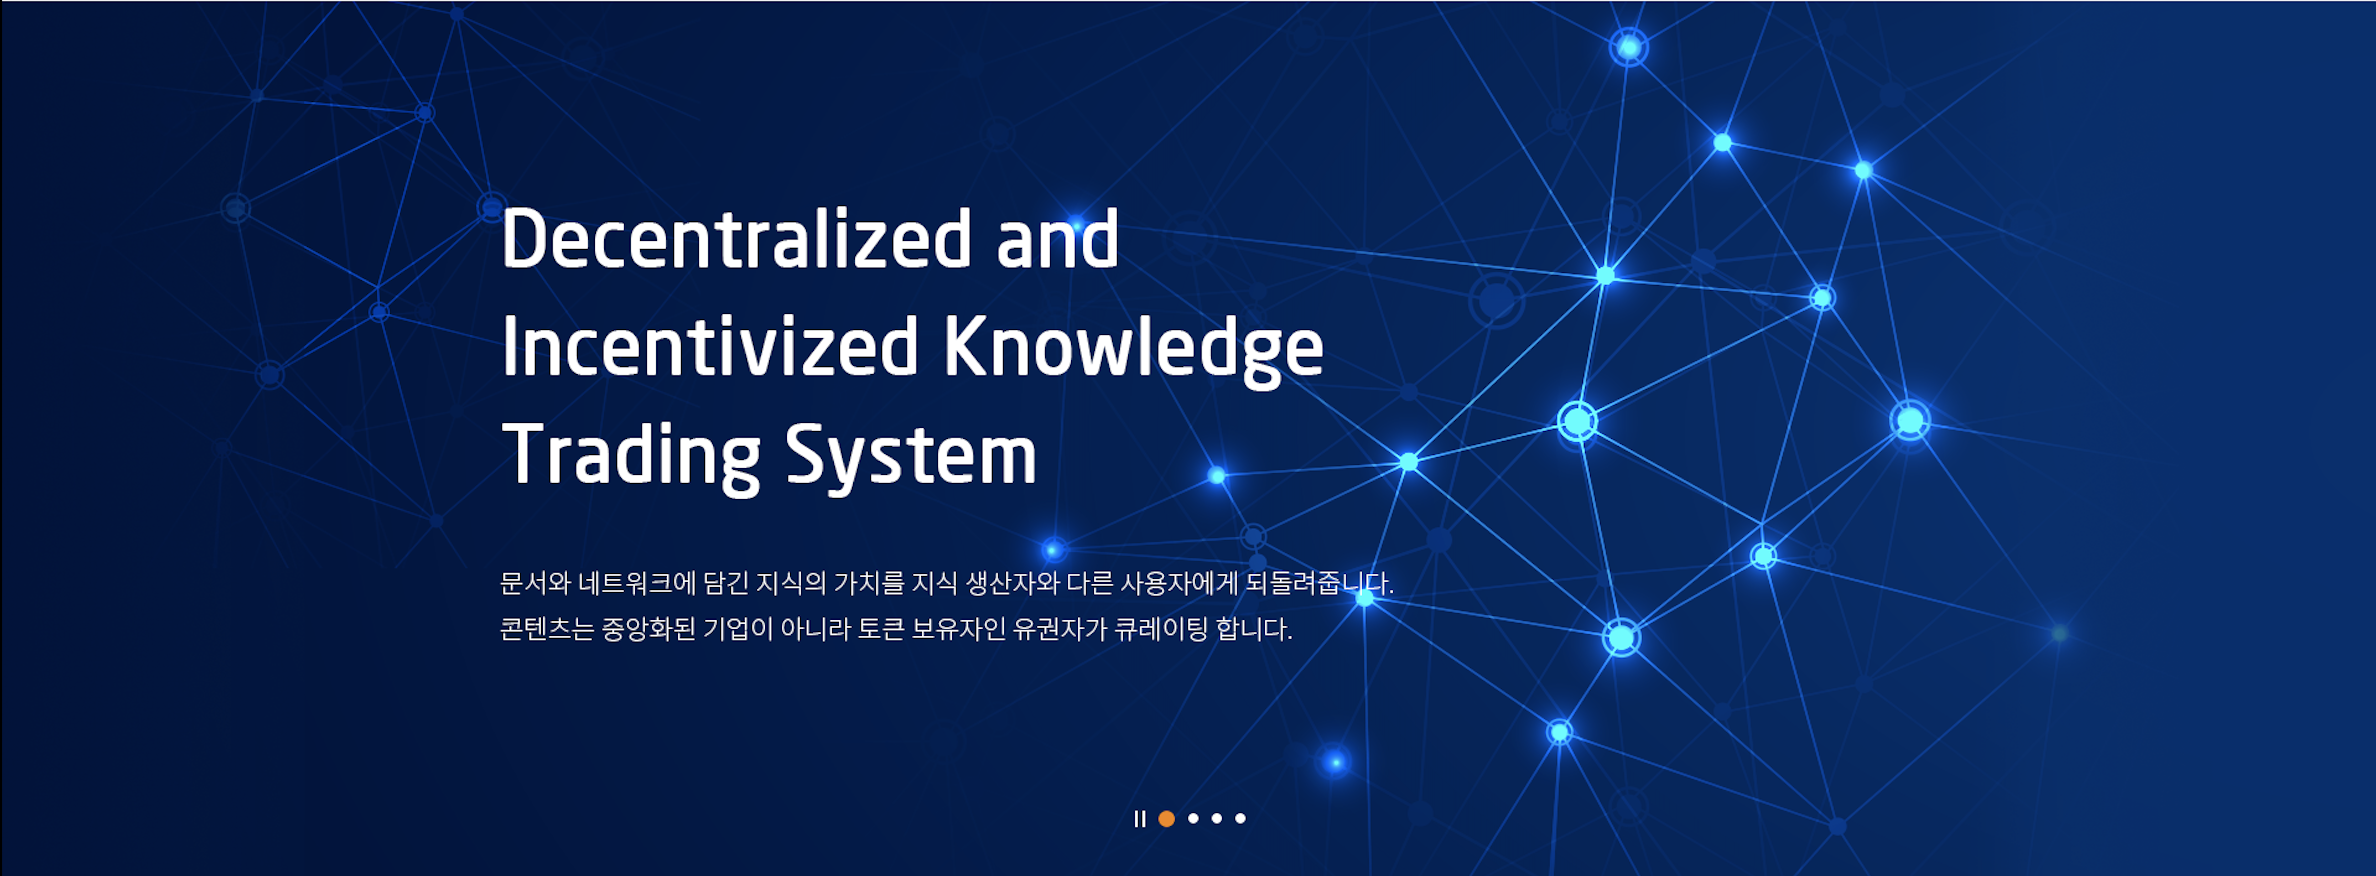 Decentralized and
Incentivized Knowledge
Trading System
문서와 네트워크에 담긴 지식의 가치를 지식 생산자와 다른 사용자에게 되돌려줍니다.
콘텐츠는 중앙화된 기업이 아니라 토큰 보유자인 유권자가 큐레이팅 합니다.